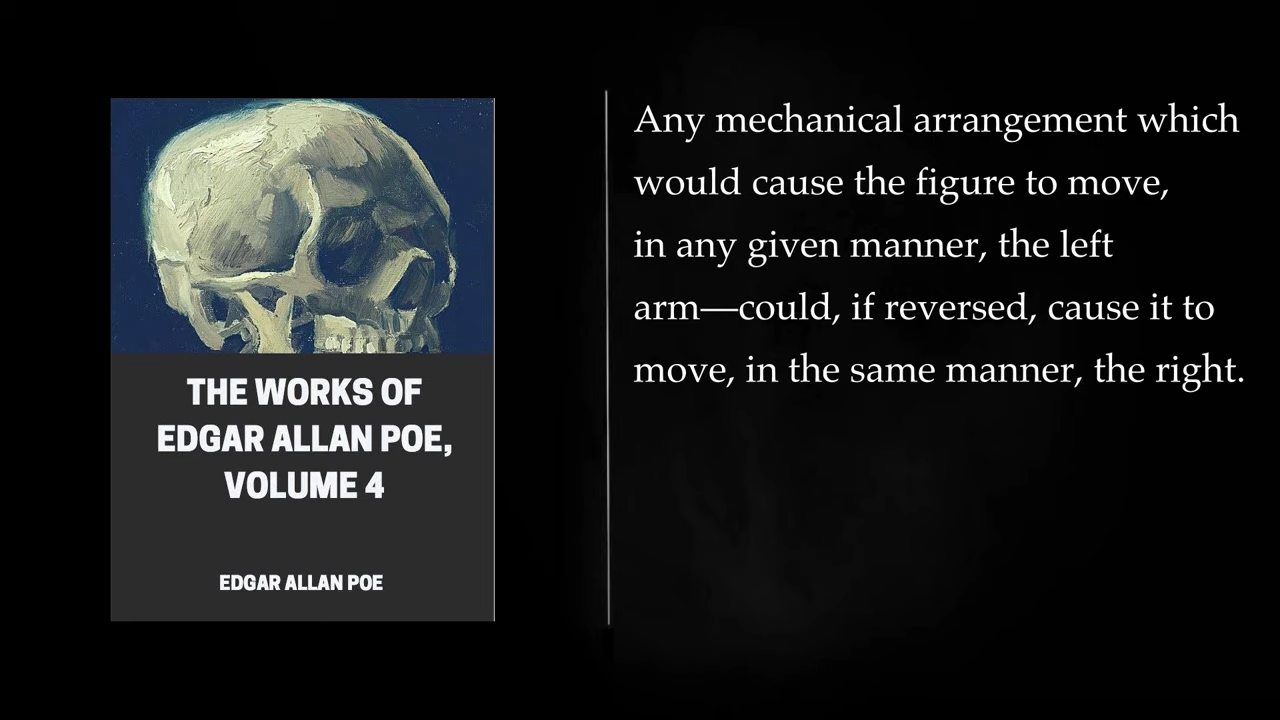 THE WORKS OF
EDGAR ALLAN POE,
VOLUME 4
EDGAR ALLAN POE
Any mechanical arrangement which
would cause the figure to move,
in any given manner, the left
arm—could, if reversed, cause it to
move, in the same manner, the right.